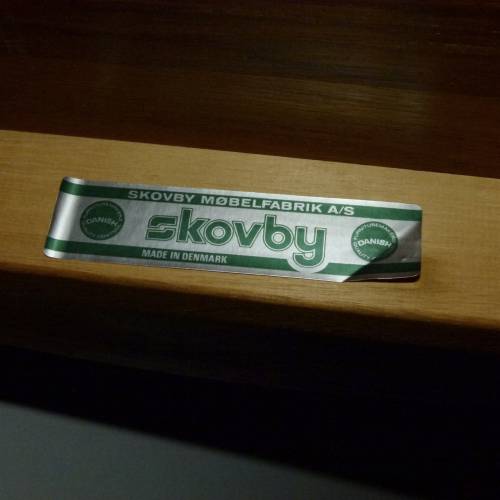 SKOVBY MØBELFABRIK A/S
DANISH
skovby
DANISH
MADE IN DENMARK